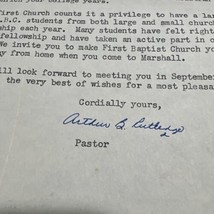 your college years.
First Church counts it a privilege to have a lar
.B.C. students from both large and small church
each year. Many students have felt right
fellowship and have taken an active part in o
We invite you to make First Baptist Church yo
y from home when you come to Marshall.
ll look forward to meeting you in September
the very best of wishes for a most pleasa
Cordially yours,
Arthur B. Rutledge
Pastor